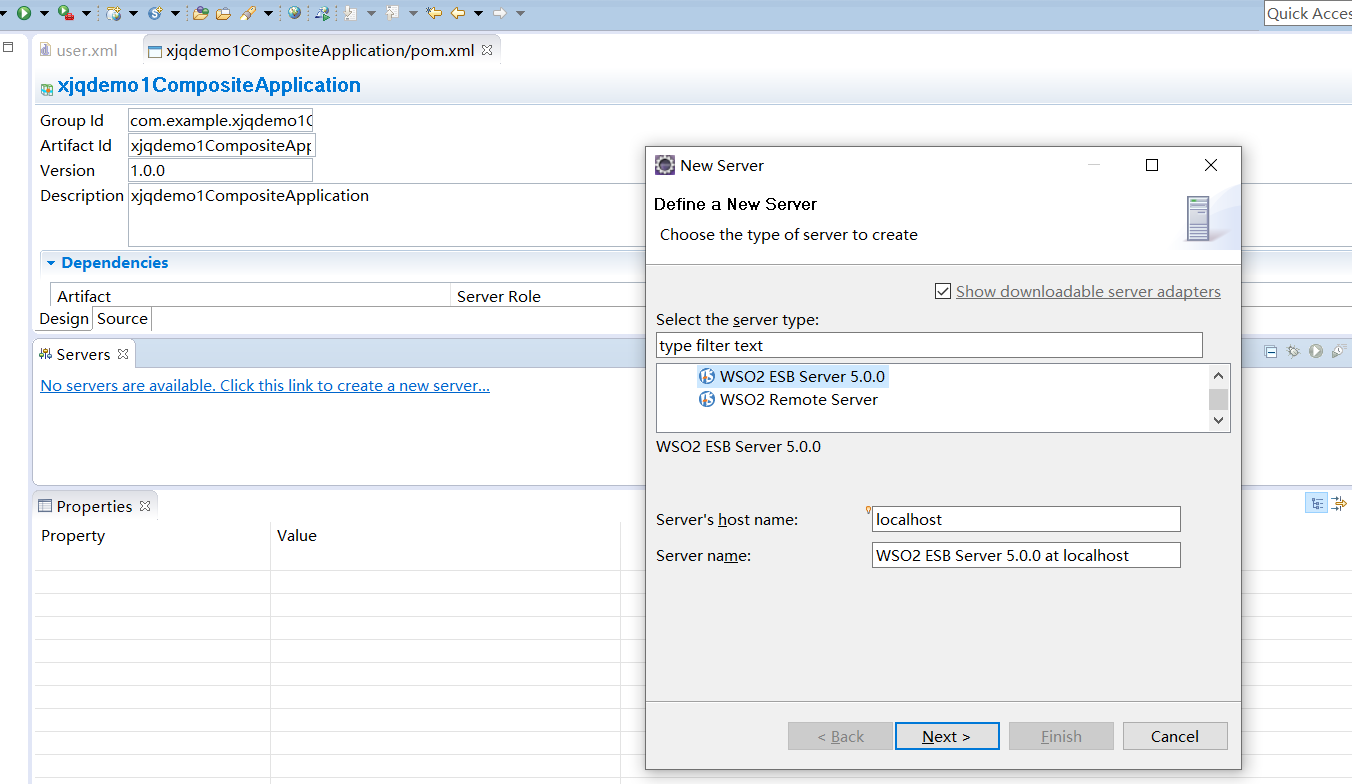 Quick Acces
user.xml
xjqdemo1CompositeApplication/pom.xml
xjqdemo1CompositeApplication
Group Id
com.example.xjqdemo1C
Artifact Id
xjqdemo1CompositeApp
Version
1.0.0
Description
xjqdemo1CompositeApplication
Dependencies
Artifact
Server Role
Design
Source
Servers
No servers are available. Click this link to create a new server...
Properties
Property
Value
New Server
Define a New Server
Choose the type of server to create
Show downloadable server adapters
Select the server type:
type filter text
WSO2 ESB Server 5.0.0
WSO2 Remote Server
WSO2 ESB Server 5.0.0
Server's host name:
localhost
Server name:
WSO2 ESB Server 5.0.0 at localhost
< Back
Next >
Finish
Cancel